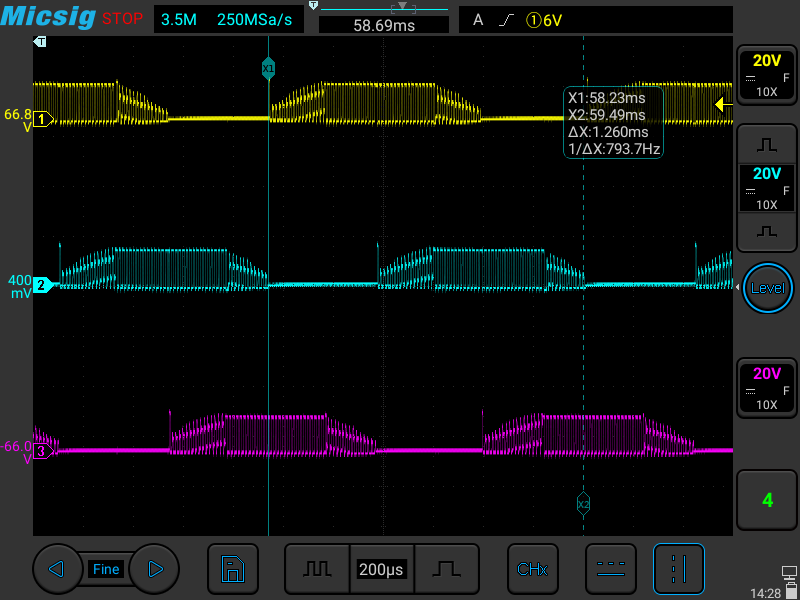 Micsig STOP 3.5M 250MSa/s T 58.69ms A ①6V
T
X1
20V
F
10X
66.8
V
1
X1:58.23ms
X2:59.49ms
ΔX:1.260ms
1/ΔX:793.7Hz
20V
F
10X
400
mV
2
Level
20V
F
10X
-66.0
V
3
X2
4
Fine
200μs
CHx
14:28